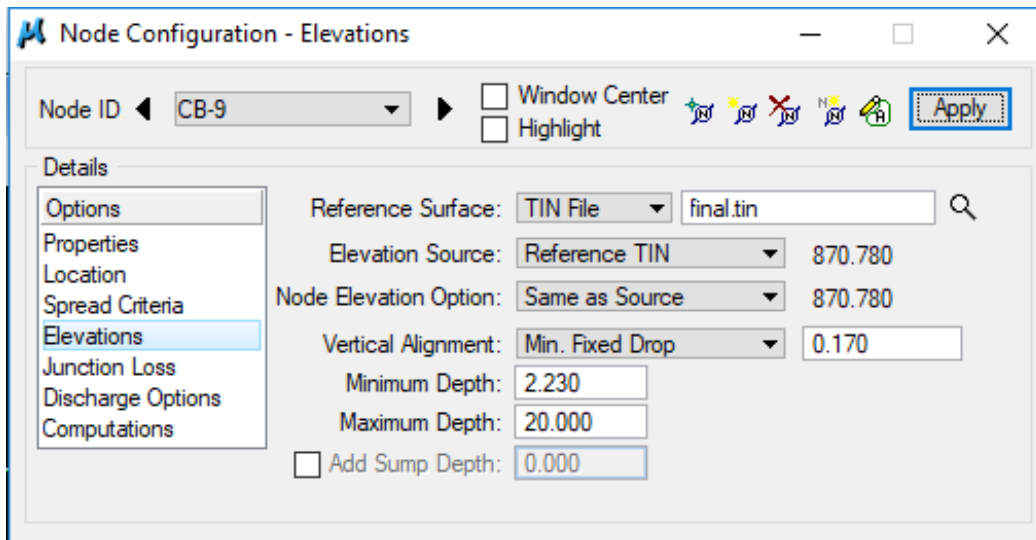 Node Configuration - Elevations
Node ID CB-9 Window Center Apply
Highlight
Details
Options
Properties
Location
Spread Criteria
Elevations
Junction Loss
Discharge Options
Computations
Reference Surface: TIN File final.tin
Elevation Source: Reference TIN 870.780
Node Elevation Option: Same as Source 870.780
Vertical Alignment: Min. Fixed Drop 0.170
Minimum Depth: 2.230
Maximum Depth: 20.000
Add Sump Depth: 0.000